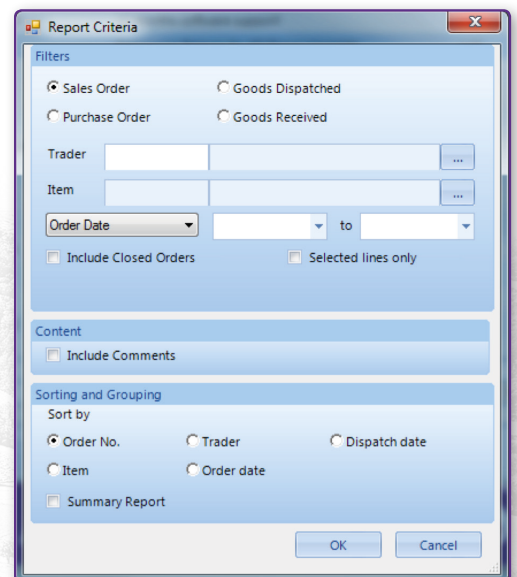 Report Criteria
Filters
Sales Order Goods Dispatched
Purchase Order Goods Received
Trader ...
Item ...
Order Date to
Include Closed Orders Selected lines only
Content
Include Comments
Sorting and Grouping
Sort by
Order No. Trader Dispatch date
Item Order date
Summary Report
OK Cancel